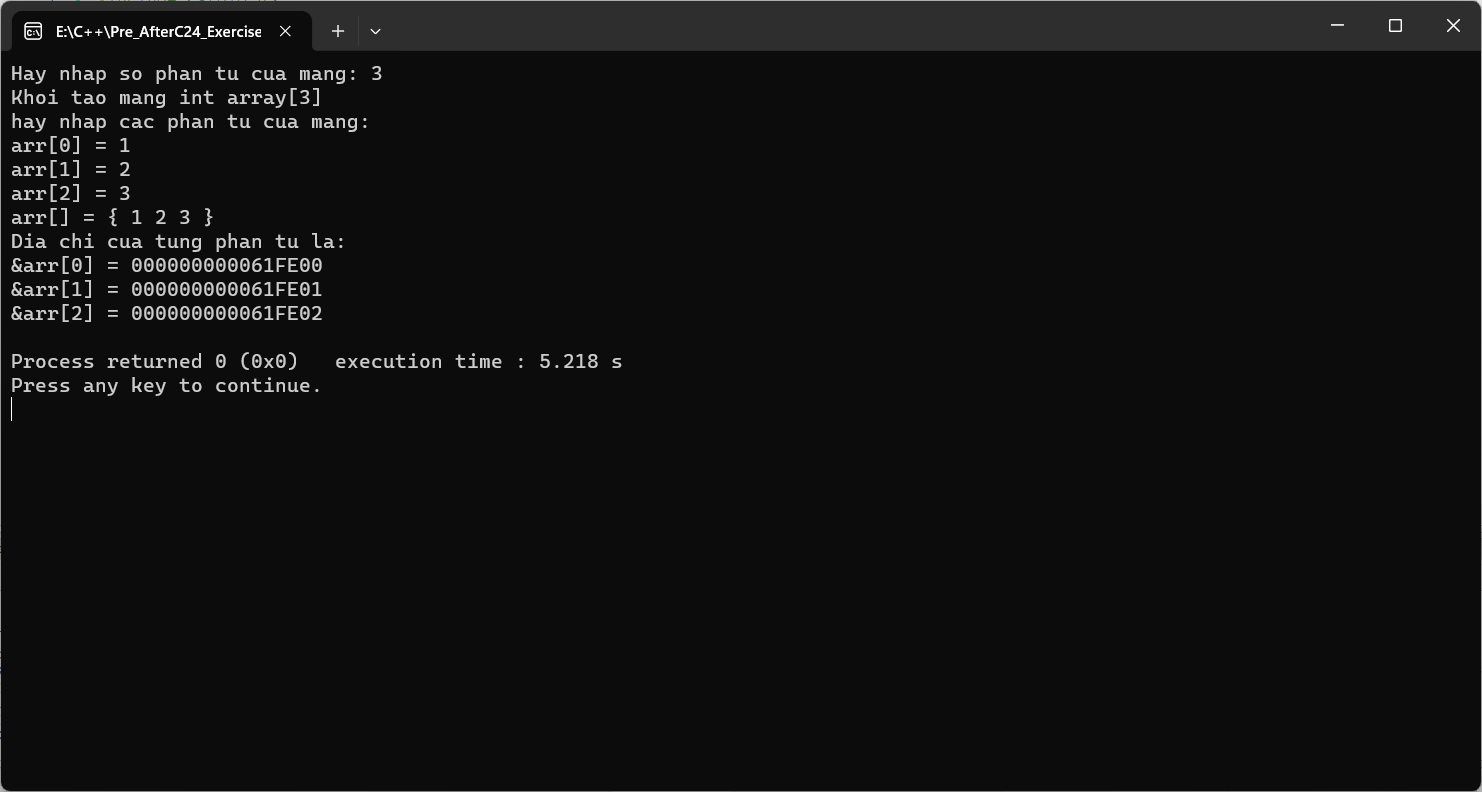 E:\C++\Pre_AfterC24_Exercise
Hay nhap so phan tu cua mang: 3
Khoi tao mang int array[3]
hay nhap cac phan tu cua mang:
arr[0] = 1
arr[1] = 2
arr[2] = 3
arr[] = { 1 2 3 }
Dia chi cua tung phan tu la:
&arr[0] = 000000000061FE00
&arr[1] = 000000000061FE01
&arr[2] = 000000000061FE02
Process returned 0 (0x0)   execution time : 5.218 s
Press any key to continue.